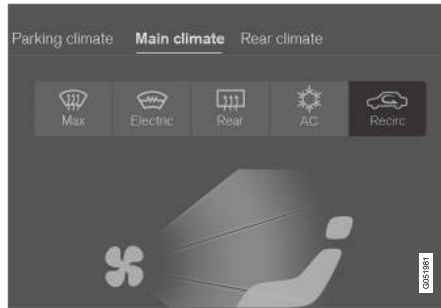 Parking climate Main climate Rear climate
Max Electric Rear AC Recirc
G051981